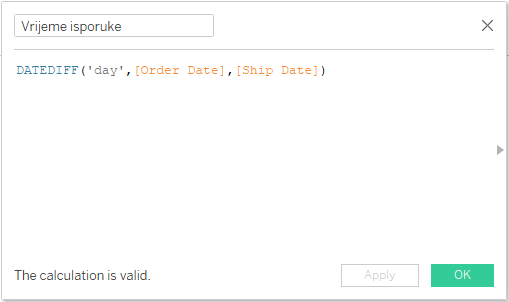 Vrijeme isporuke
DATEDIFF('day',[Order Date],[Ship Date])
The calculation is valid.
Apply
OK